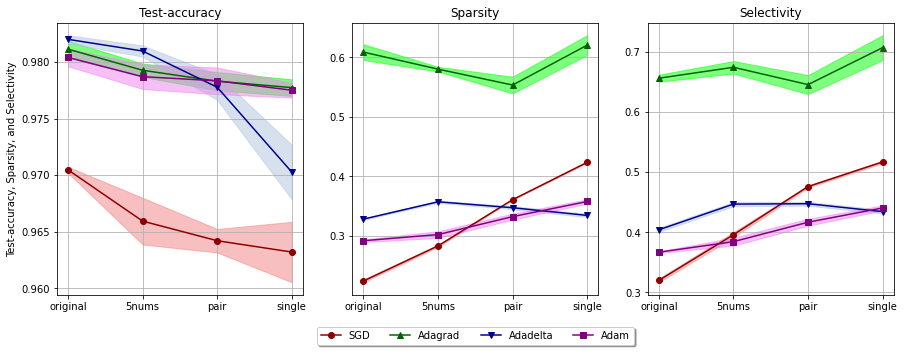 Test-accuracy
Sparsity
Selectivity
Test-accuracy, Sparsity, and Selectivity
0.980
0.975
0.970
0.965
0.960
original 5nums pair single
0.6
0.5
0.4
0.3
original 5nums pair single
0.7
0.6
0.5
0.4
0.3
original 5nums pair single
SGD Adagrad Adadelta Adam